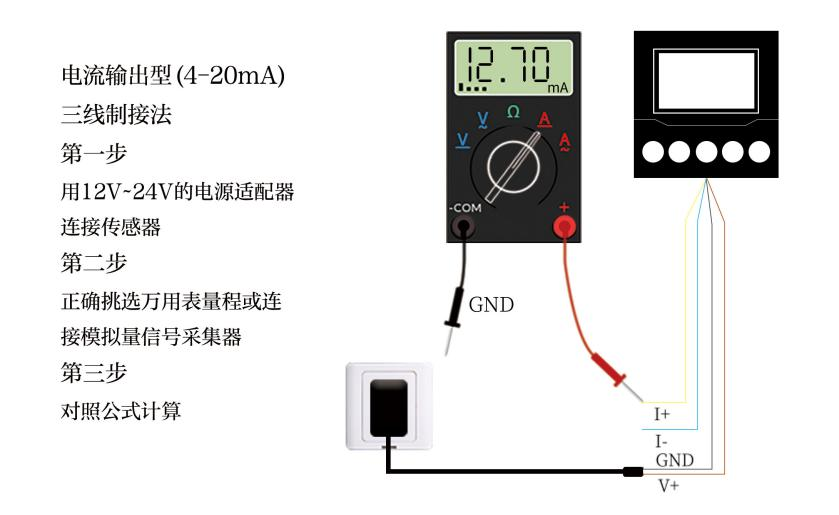 电流输出型(4-20mA)
三线制接法
第一步
用12V~24V的电源适配器
连接传感器
第二步
正确挑选万用表量程或连
接模拟量信号采集器
第三步
对照公式计算
12.70
mA
V
V
Ω
A
A
-COM
+
GND
I+
I-
GND
V+